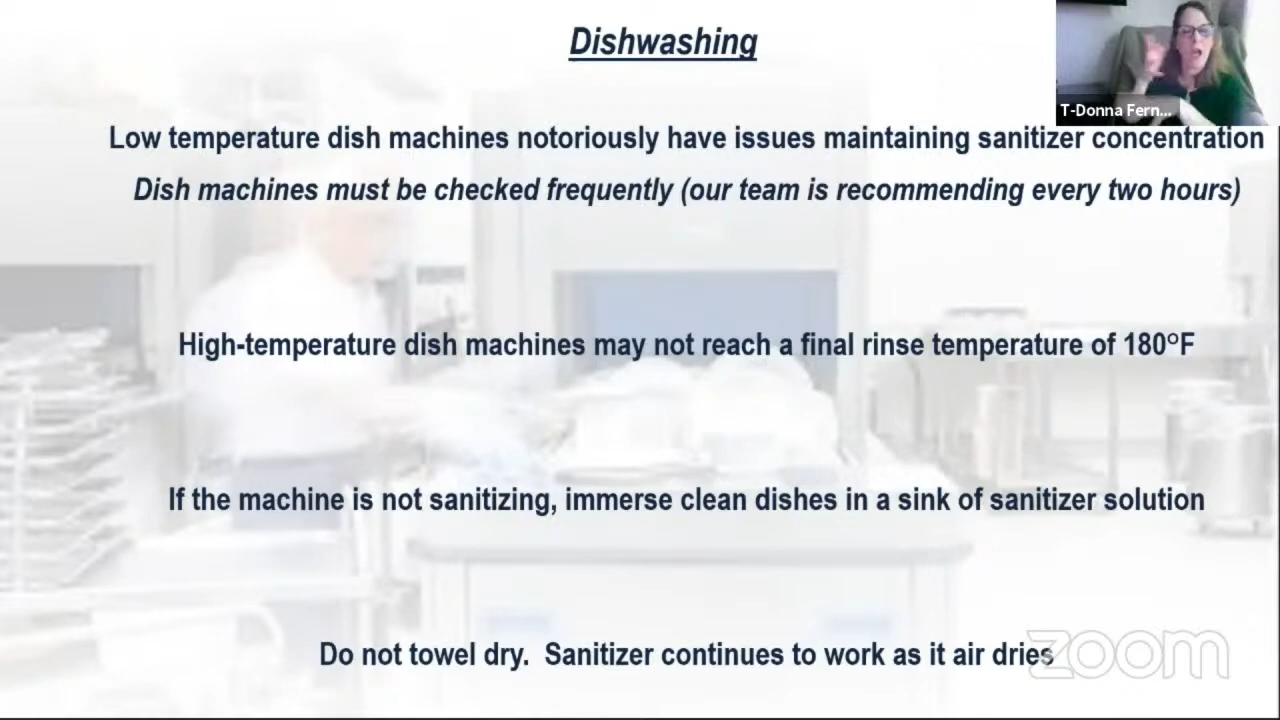 Dishwashing
T-Donna Fern...
Low temperature dish machines notoriously have issues maintaining sanitizer concentration
Dish machines must be checked frequently (our team is recommending every two hours)
High-temperature dish machines may not reach a final rinse temperature of 180°F
If the machine is not sanitizing, immerse clean dishes in a sink of sanitizer solution
Do not towel dry.  Sanitizer continues to work as it air dries
zoom